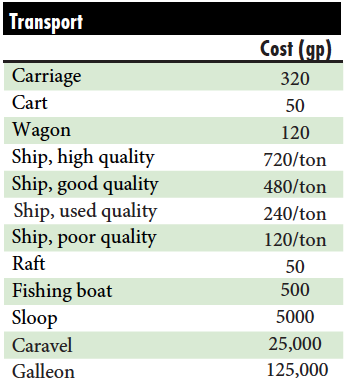 Transport
Cost (gp)
Carriage 320
Cart 50
Wagon 120
Ship, high quality 720/ton
Ship, good quality 480/ton
Ship, used quality 240/ton
Ship, poor quality 120/ton
Raft 50
Fishing boat 500
Sloop 5000
Caravel 25,000
Galleon 125,000